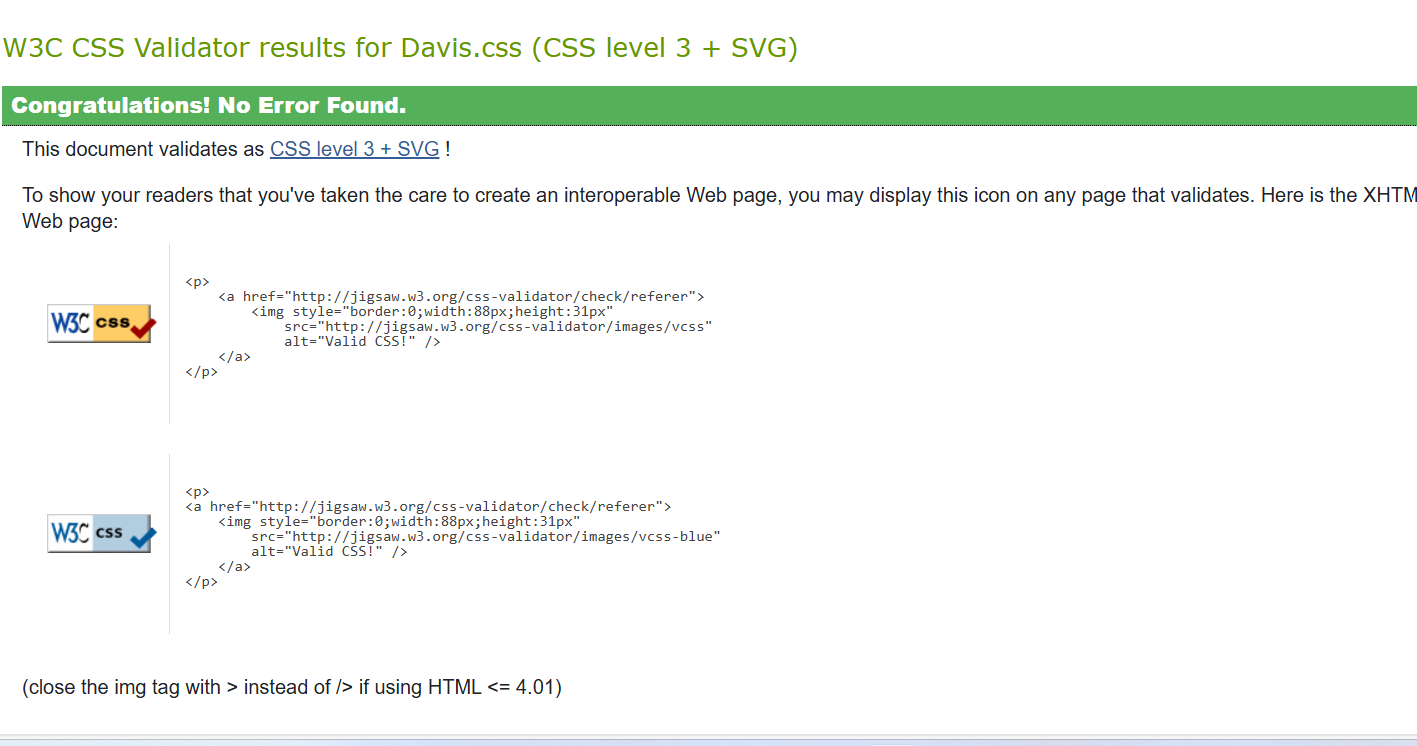 W3C CSS Validator results for Davis.css (CSS level 3 + SVG)
Congratulations! No Error Found.
This document validates as CSS level 3 + SVG !
To show your readers that you've taken the care to create an interoperable Web page, you may display this icon on any page that validates. Here is the XHTM
Web page:
W3C css
<p>
    <a href="http://jigsaw.w3.org/css-validator/check/referer">
        <img style="border:0;width:88px;height:31px"
            src="http://jigsaw.w3.org/css-validator/images/vcss"
            alt="Valid CSS!" />
    </a>
</p>
W3C css
<p>
<a href="http://jigsaw.w3.org/css-validator/check/referer">
    <img style="border:0;width:88px;height:31px"
        src="http://jigsaw.w3.org/css-validator/images/vcss-blue"
        alt="Valid CSS!" />
    </a>
</p>
(close the img tag with > instead of /> if using HTML <= 4.01)